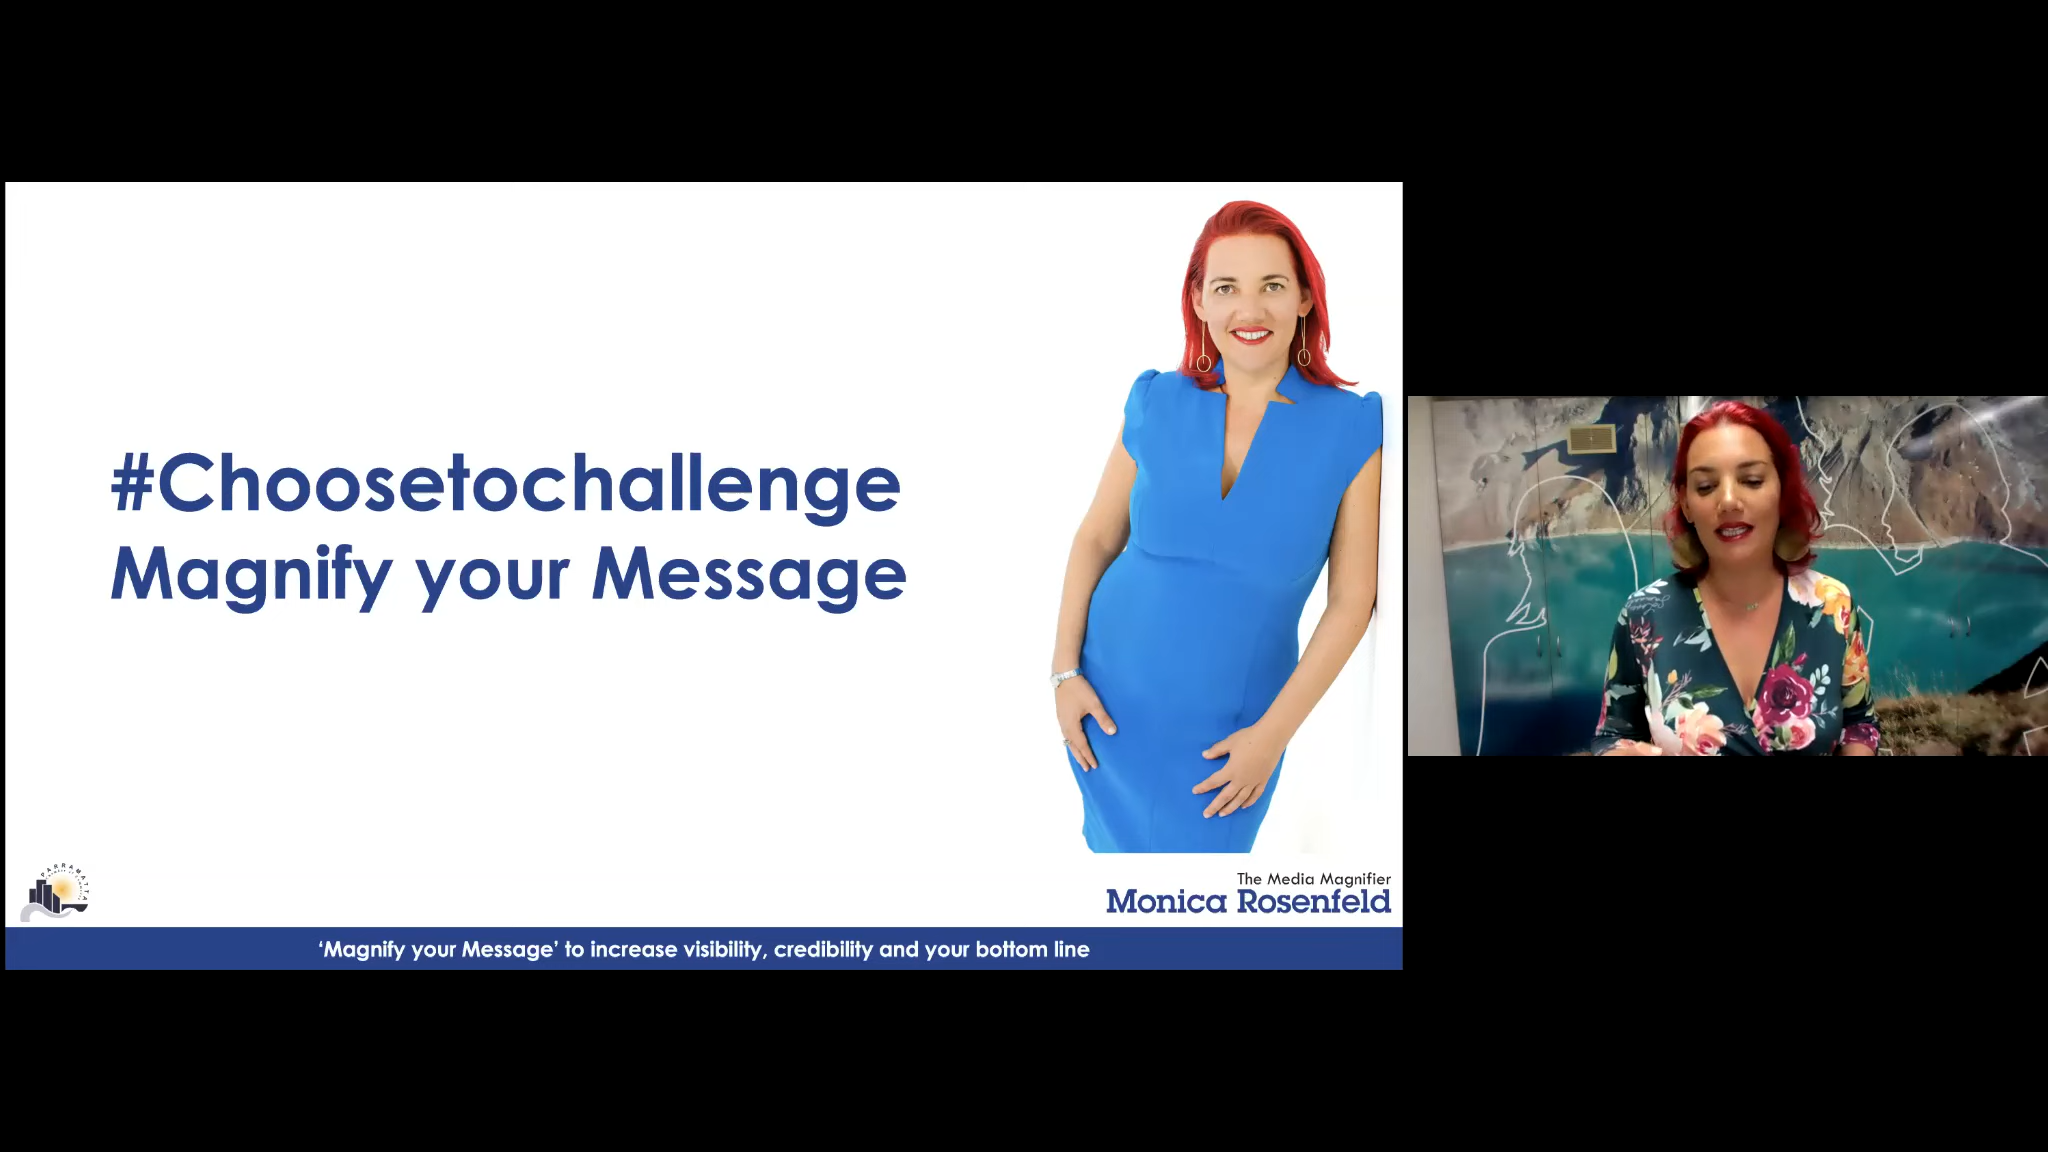 #Choosetochallenge
Magnify your Message
PARRAMATTA
The Media Magnifier
Monica Rosenfeld
‘Magnify your Message’ to increase visibility, credibility and your bottom line